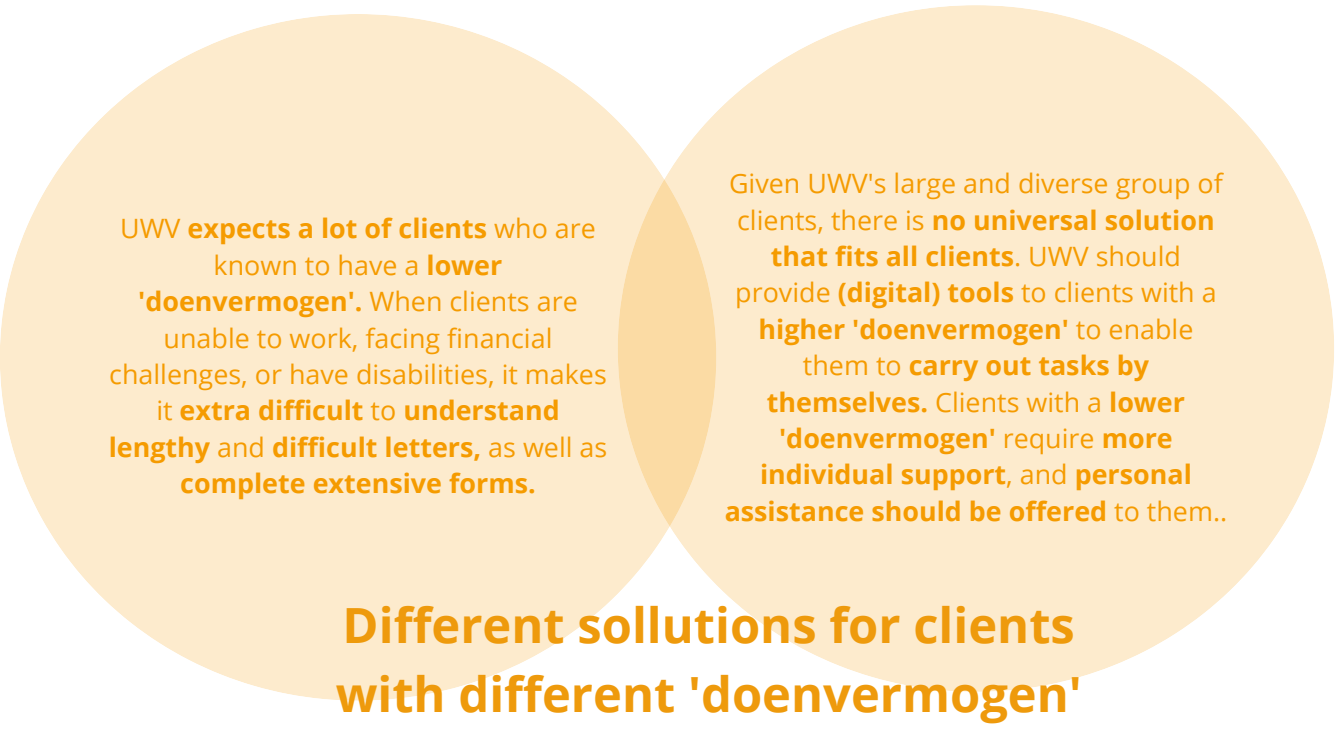 UWV expects a lot of clients who are
known to have a lower
'doenvermogen'. When clients are
unable to work, facing financial
challenges, or have disabilities, it makes
it extra difficult to understand
lengthy and difficult letters, as well as
complete extensive forms.
Given UWV's large and diverse group of
clients, there is no universal solution
that fits all clients. UWV should
provide (digital) tools to clients with a
higher 'doenvermogen' to enable
them to carry out tasks by
themselves. Clients with a lower
'doenvermogen' require more
individual support, and personal
assistance should be offered to them..
Different sollutions for clients
with different 'doenvermogen'